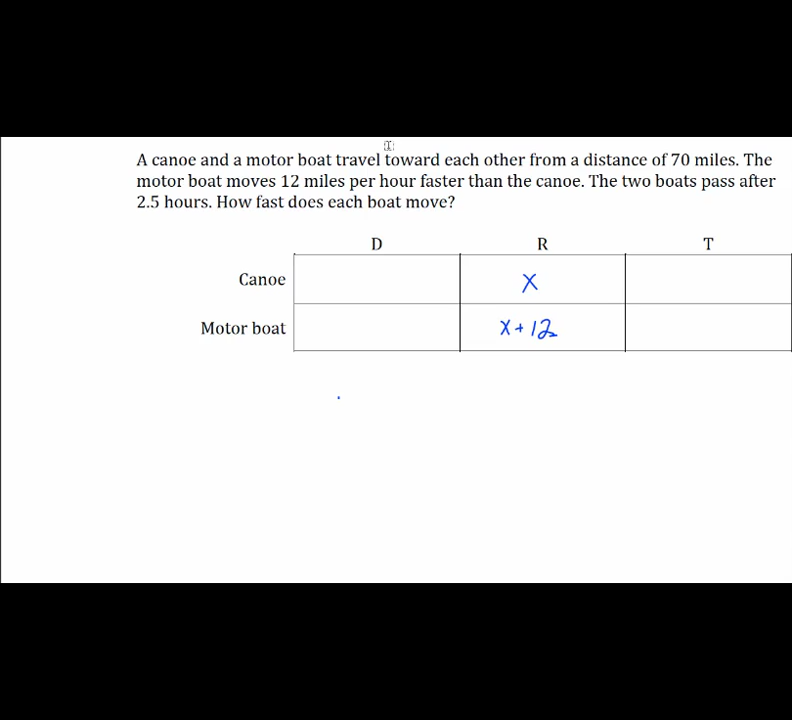 A canoe and a motor boat travel toward each other from a distance of 70 miles. The
motor boat moves 12 miles per hour faster than the canoe. The two boats pass after
2.5 hours. How fast does each boat move?
D R T
Canoe x
Motor boat x + 12